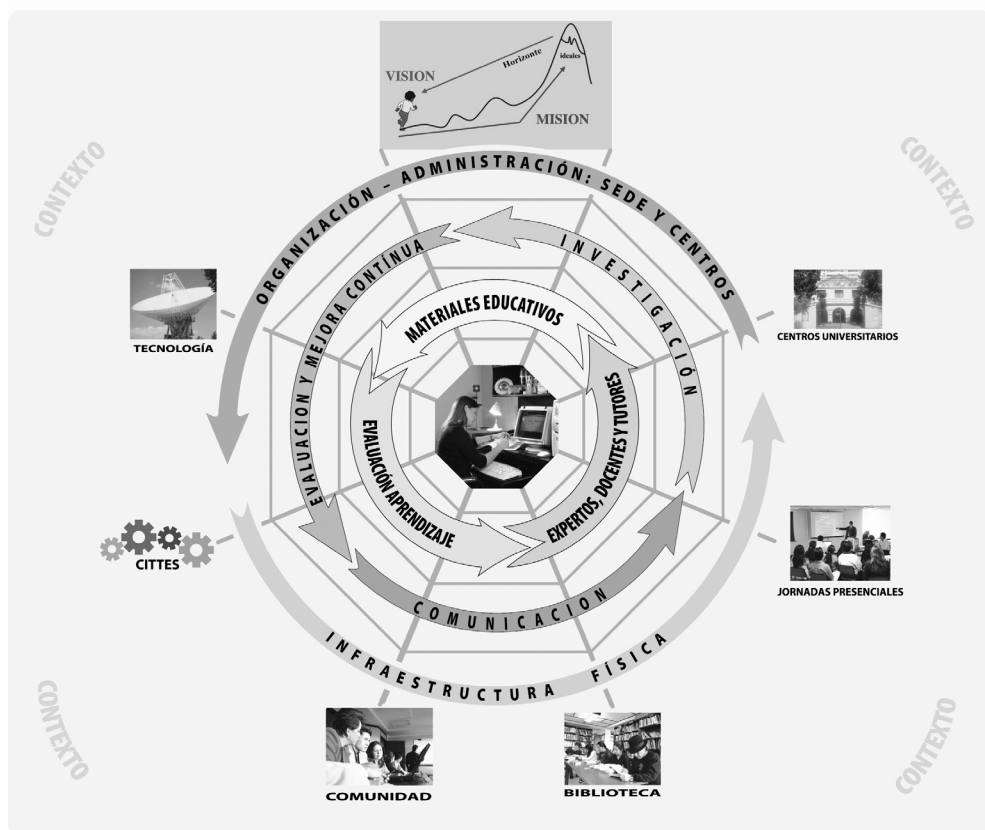 VISION
Horizonte
ideales
MISION
CONTEXTO
CONTEXTO
ORGANIZACIÓN – ADMINISTRACIÓN: SEDE Y CENTROS
INVESTIGACIÓN
EVALUACION Y MEJORA CONTÍNUA
MATERIALES EDUCATIVOS
TECNOLOGÍA
CENTROS UNIVERSITARIOS
EVALUACIÓN APRENDIZAJE
EXPERTOS, DOCENTES Y TUTORES
CITTES
JORNADAS PRESENCIALES
COMUNICACION
INFRAESTRUCTURA FÍSICA
CONTEXTO
CONTEXTO
COMUNIDAD
BIBLIOTECA